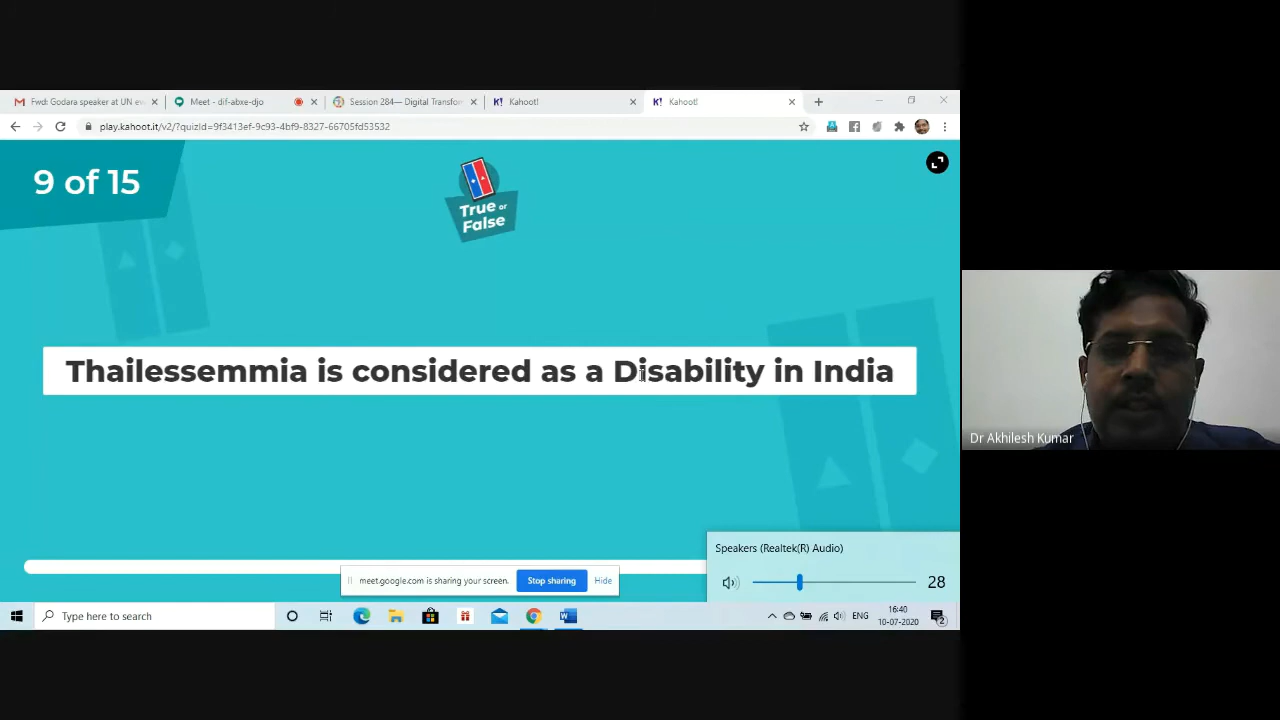 Fwd: Godara speaker at UN ev
Meet - dif-abxe-djo
Session 284— Digital Transfor
K! Kahoot!
K! Kahoot!
play.kahoot.it/v2/?quizId=9f3413ef-9c93-4bf9-8327-66705fd53532
9 of 15
True or
False
Thailessemmia is considered as a Disability in India
Dr Akhilesh Kumar
Speakers (Realtek(R) Audio)
28
meet.google.com is sharing your screen.
Stop sharing
Hide
Type here to search
ENG
16:40
10-07-2020
2